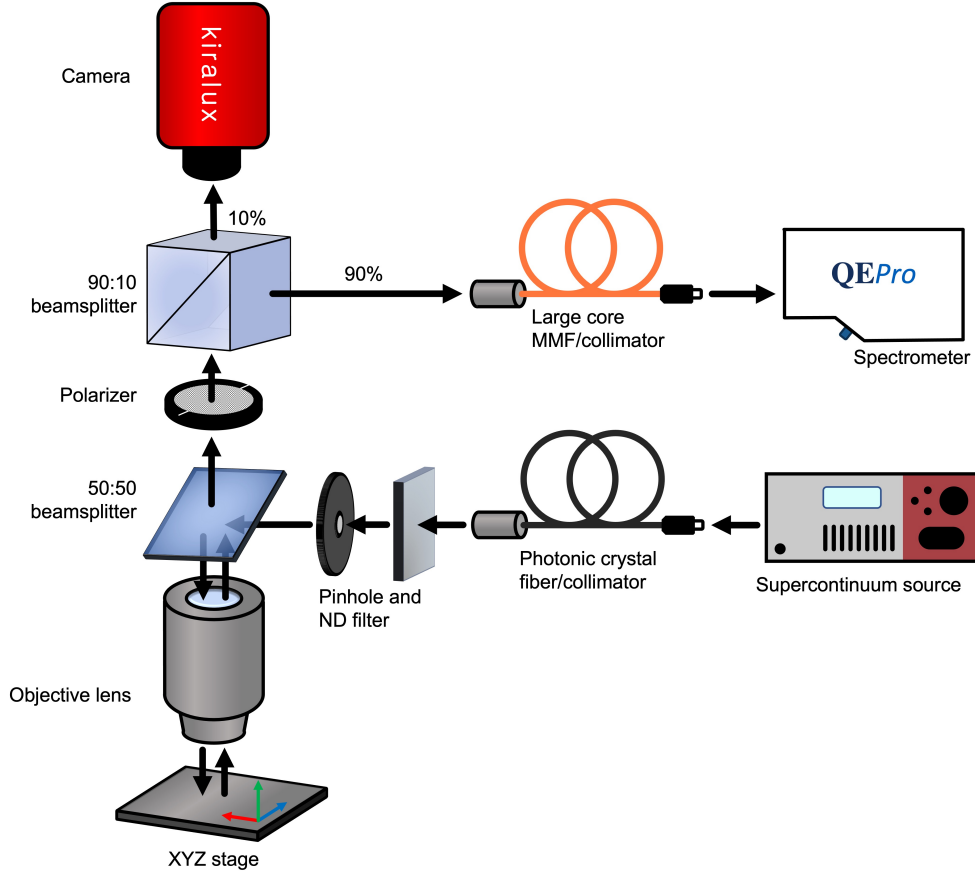 kiralux
Camera
10%
90:10
beamsplitter
90%
QEPro
Large core
MMF/collimator
Spectrometer
Polarizer
50:50
beamsplitter
Pinhole and
ND filter
Photonic crystal
fiber/collimator
Supercontinuum source
Objective lens
XYZ stage